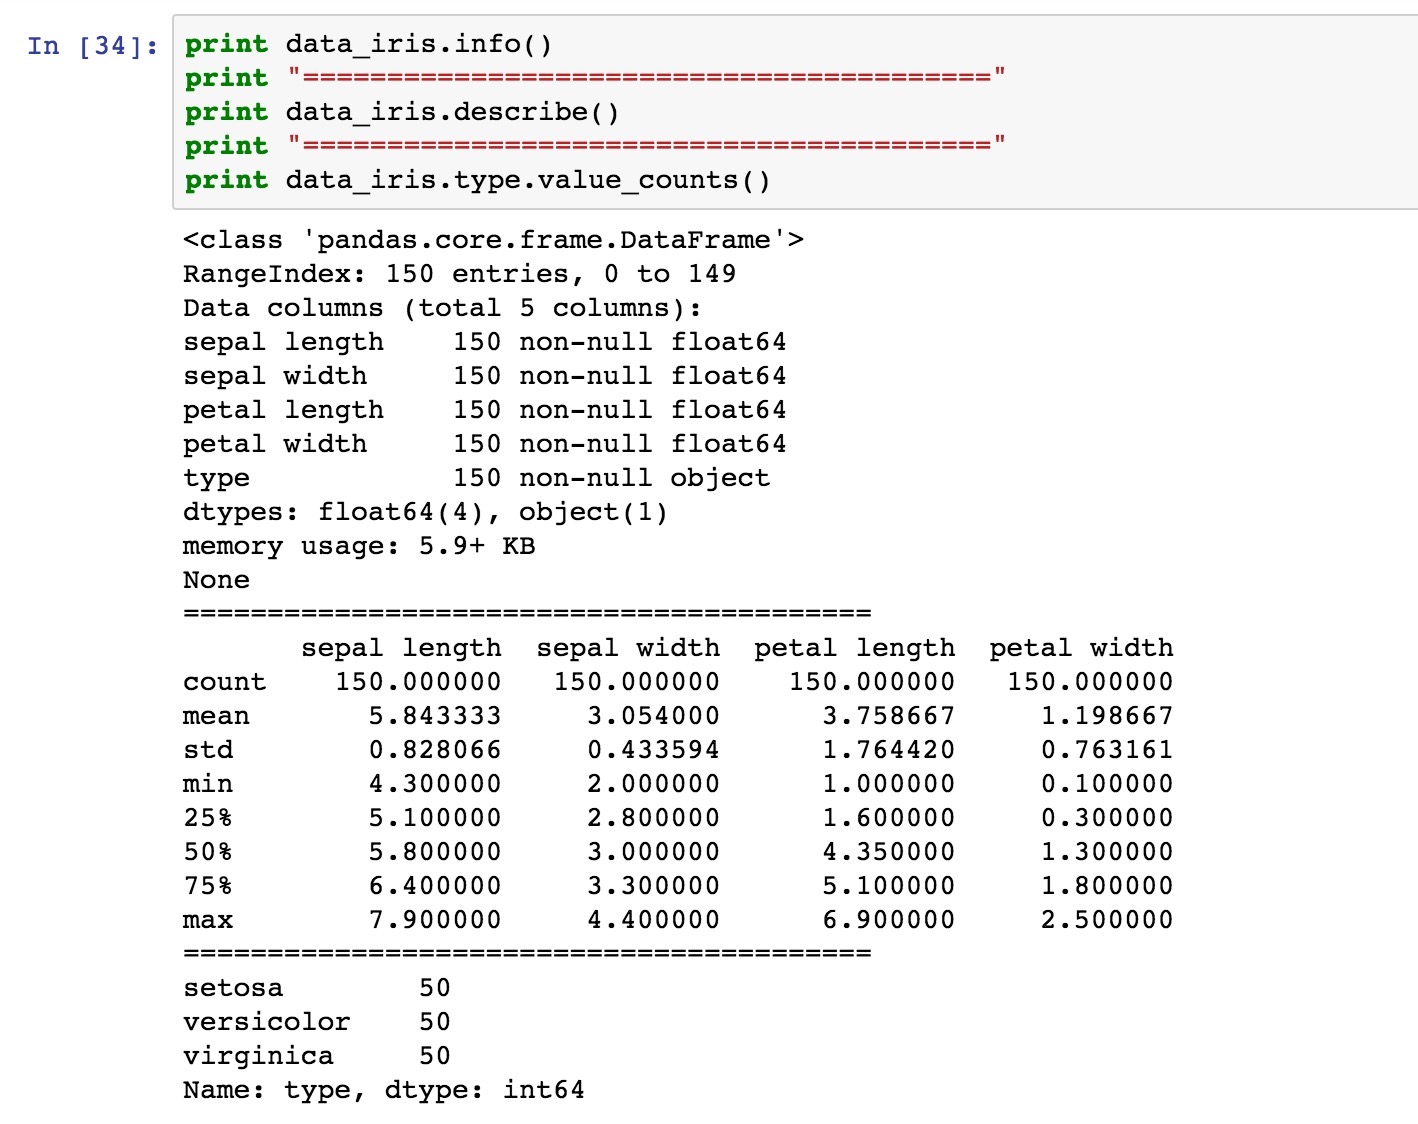 In [34]: print data_iris.info()
print "========================================="
print data_iris.describe()
print "========================================="
print data_iris.type.value_counts()
<class 'pandas.core.frame.DataFrame'>
RangeIndex: 150 entries, 0 to 149
Data columns (total 5 columns):
sepal length    150 non-null float64
sepal width     150 non-null float64
petal length    150 non-null float64
petal width     150 non-null float64
type            150 non-null object
dtypes: float64(4), object(1)
memory usage: 5.9+ KB
None
=========================================
       sepal length  sepal width  petal length  petal width
count    150.000000   150.000000    150.000000   150.000000
mean       5.843333     3.054000      3.758667     1.198667
std        0.828066     0.433594      1.764420     0.763161
min        4.300000     2.000000      1.000000     0.100000
25%        5.100000     2.800000      1.600000     0.300000
50%        5.800000     3.000000      4.350000     1.300000
75%        6.400000     3.300000      5.100000     1.800000
max        7.900000     4.400000      6.900000     2.500000
=========================================
setosa        50
versicolor    50
virginica     50
Name: type, dtype: int64